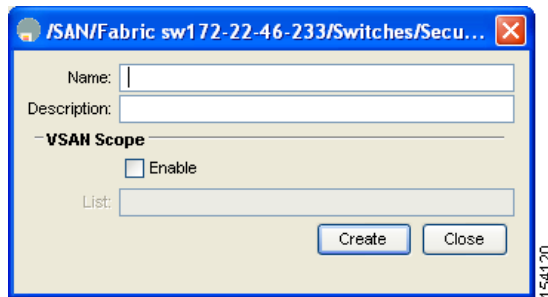 /SAN/Fabric sw172-22-46-233/Switches/Secu...
Name:
Description:
VSAN Scope
Enable
List:
Create Close
154120